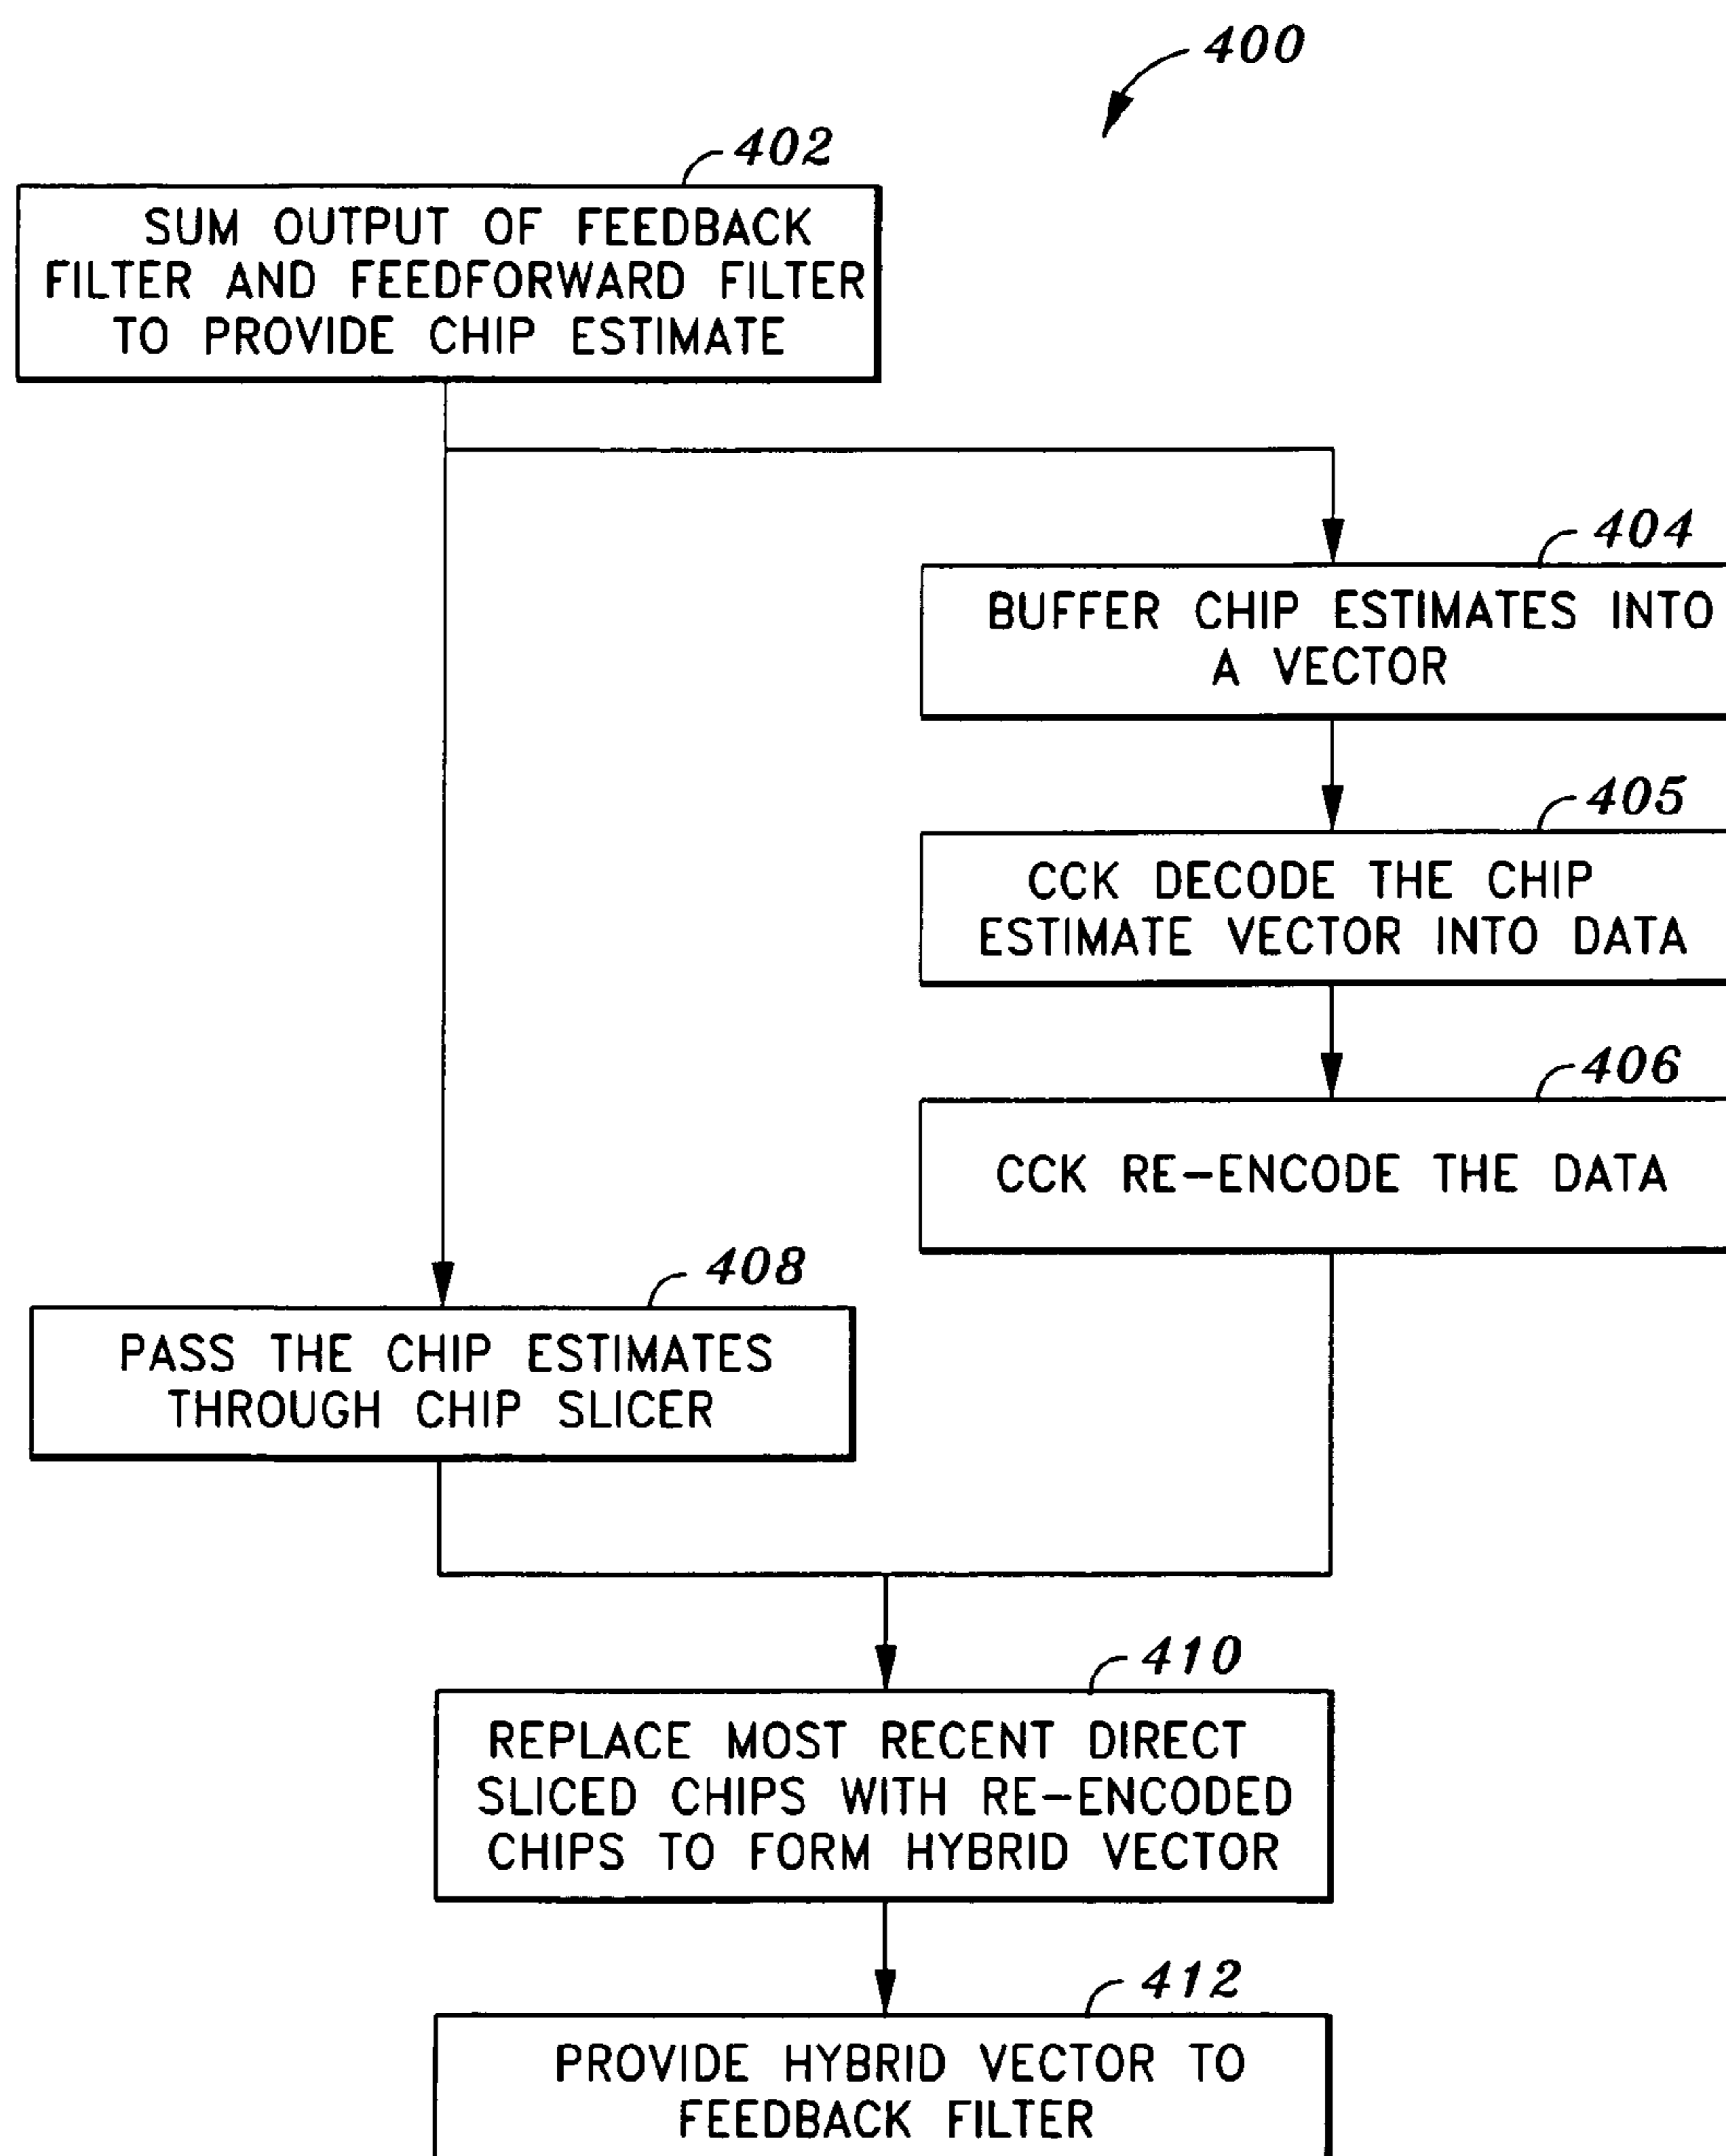 400
402
SUM OUTPUT OF FEEDBACK
FILTER AND FEEDFORWARD FILTER
TO PROVIDE CHIP ESTIMATE
404
BUFFER CHIP ESTIMATES INTO
A VECTOR
405
CCK DECODE THE CHIP
ESTIMATE VECTOR INTO DATA
406
CCK RE-ENCODE THE DATA
408
PASS THE CHIP ESTIMATES
THROUGH CHIP SLICER
410
REPLACE MOST RECENT DIRECT
SLICED CHIPS WITH RE-ENCODED
CHIPS TO FORM HYBRID VECTOR
412
PROVIDE HYBRID VECTOR TO
FEEDBACK FILTER